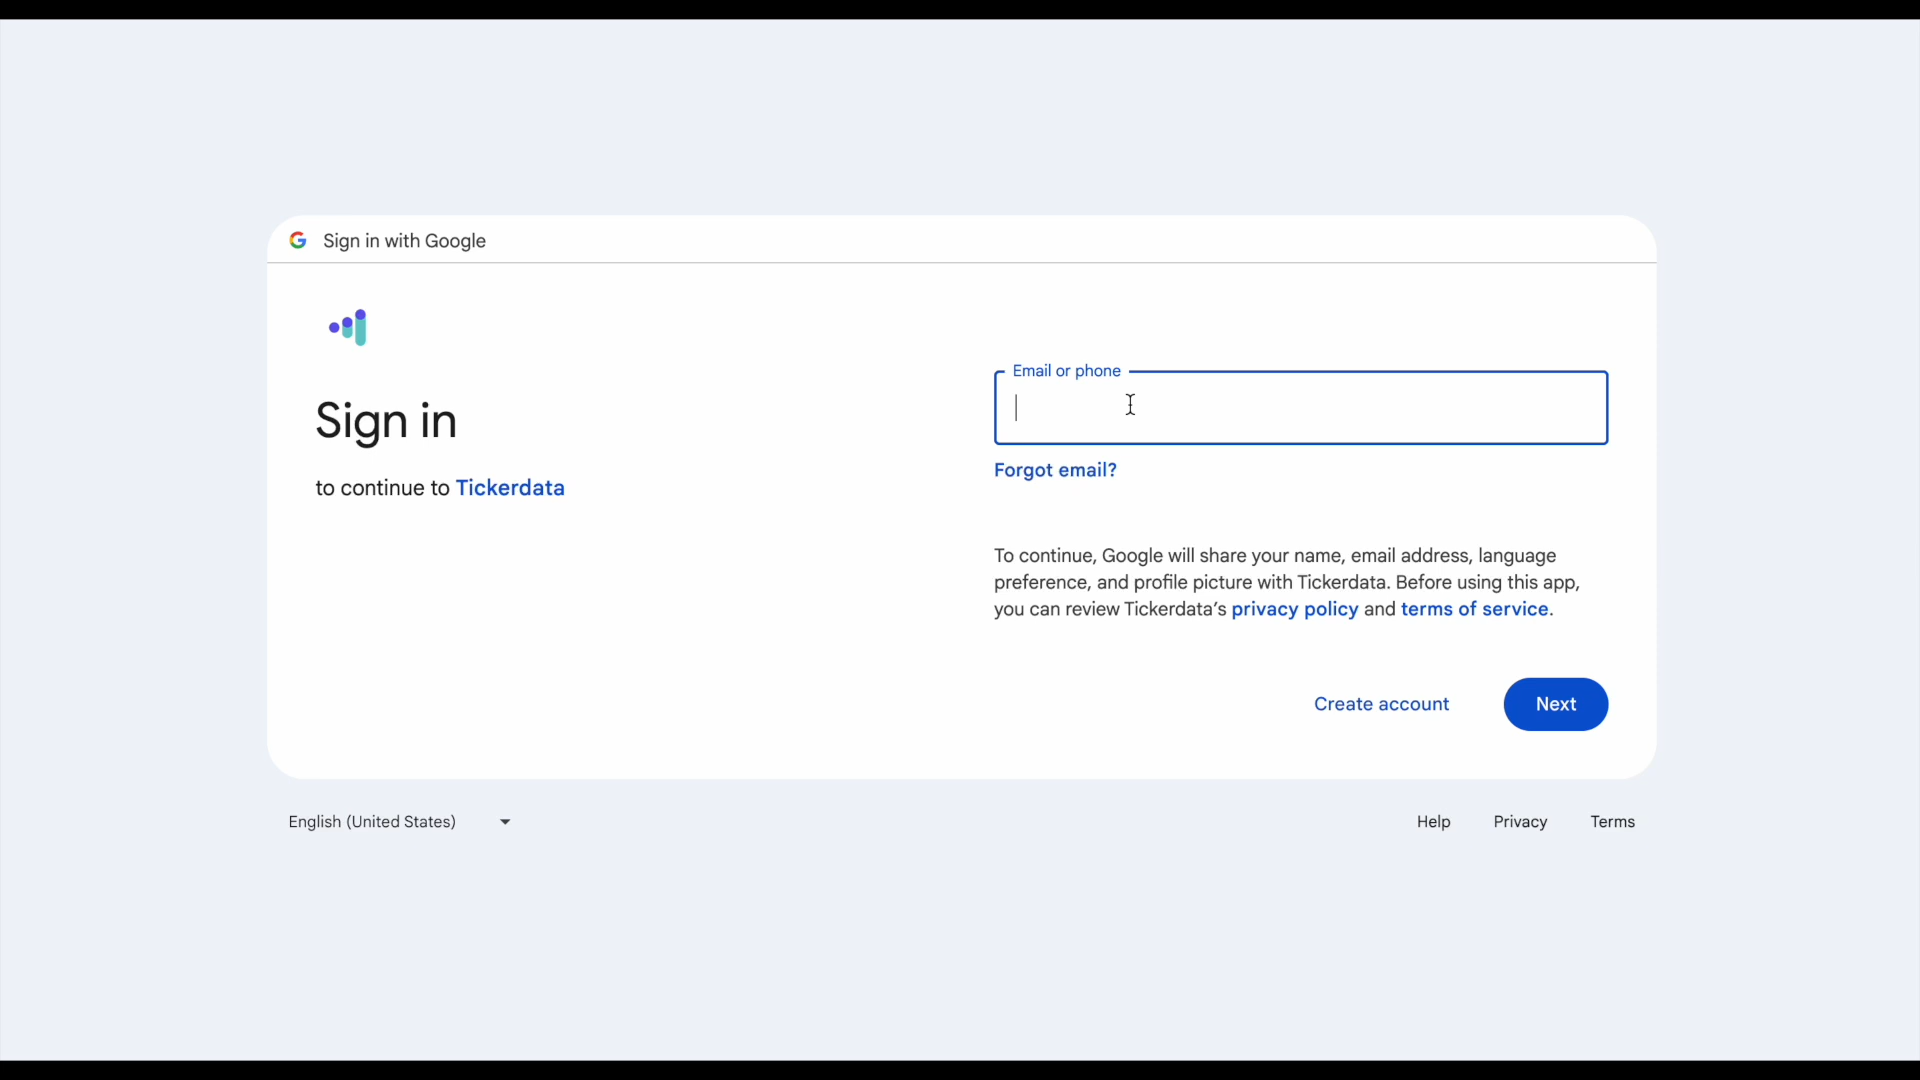 Sign in with Google
Sign in
to continue to Tickerdata
Email or phone
Forgot email?
To continue, Google will share your name, email address, language
preference, and profile picture with Tickerdata. Before using this app,
you can review Tickerdata's privacy policy and terms of service.
Create account
Next
English (United States)
Help
Privacy
Terms